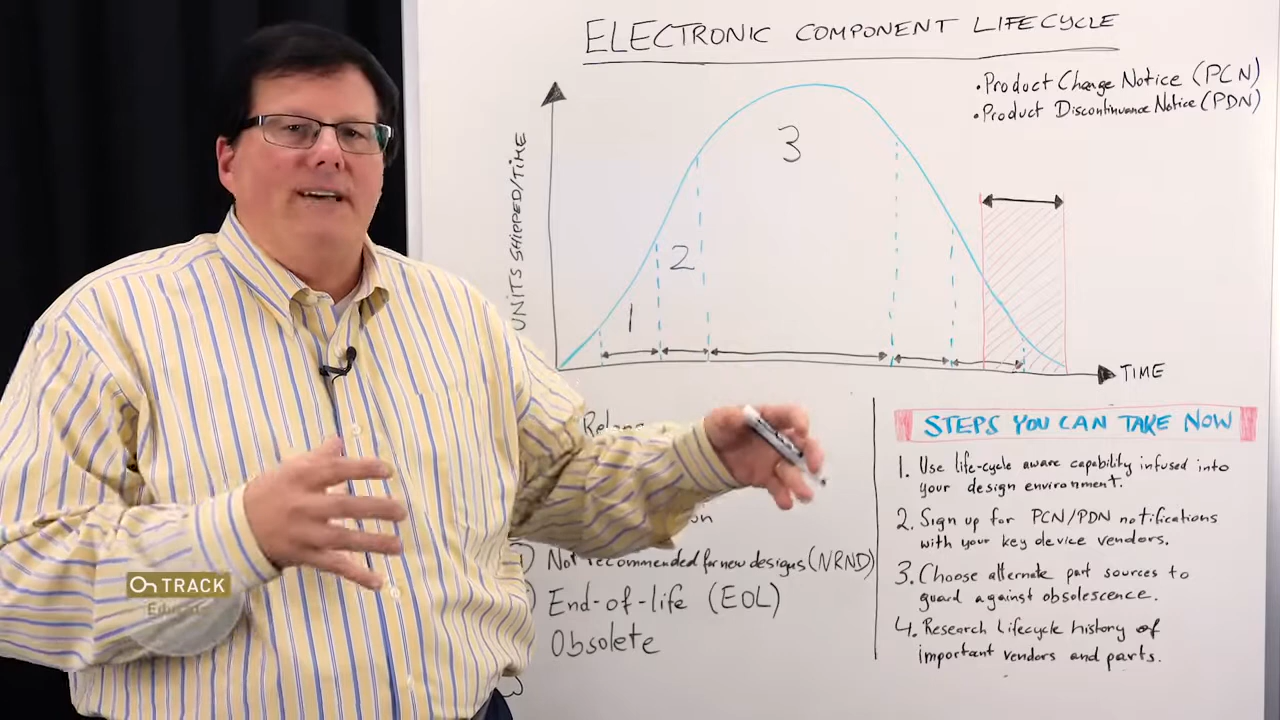 ELECTRONIC COMPONENT LIFECYCLE
• Product Change Notice (PCN)
• Product Discontinuance Notice (PDN)
UNITS SHIPPED/TIME
1
2
3
TIME
STEPS YOU CAN TAKE NOW
1. Use life-cycle aware capability infused into
your design environment.
2. Sign up for PCN/PDN notifications
with your key device vendors.
3. Choose alternate part sources to
guard against obsolescence.
4. Research Lifecycle history of
important vendors and parts.
Not recommended for new designs (NRND)
End-of-life (EOL)
Obsolete
On TRACK